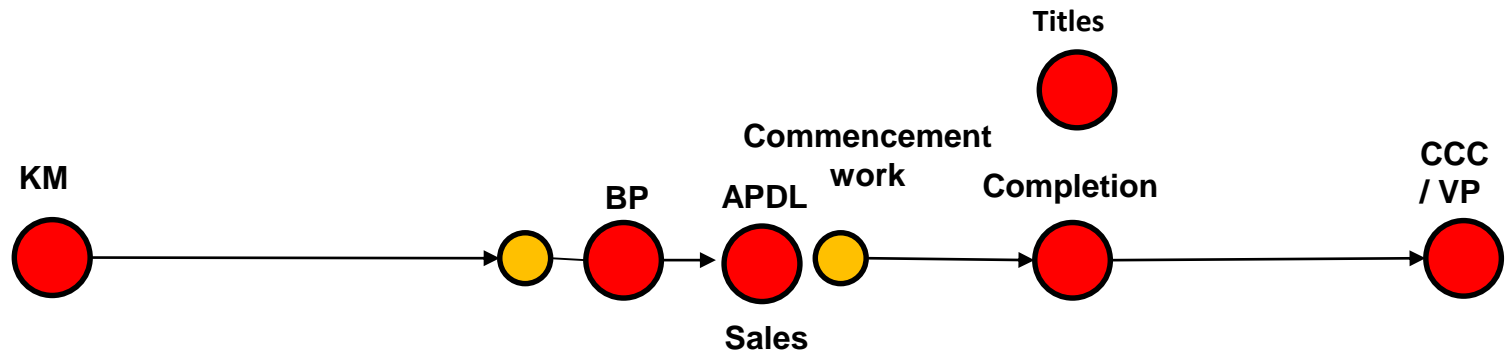 Titles
Commencement
work
CCC
/ VP
KM
BP
APDL
Completion
Sales